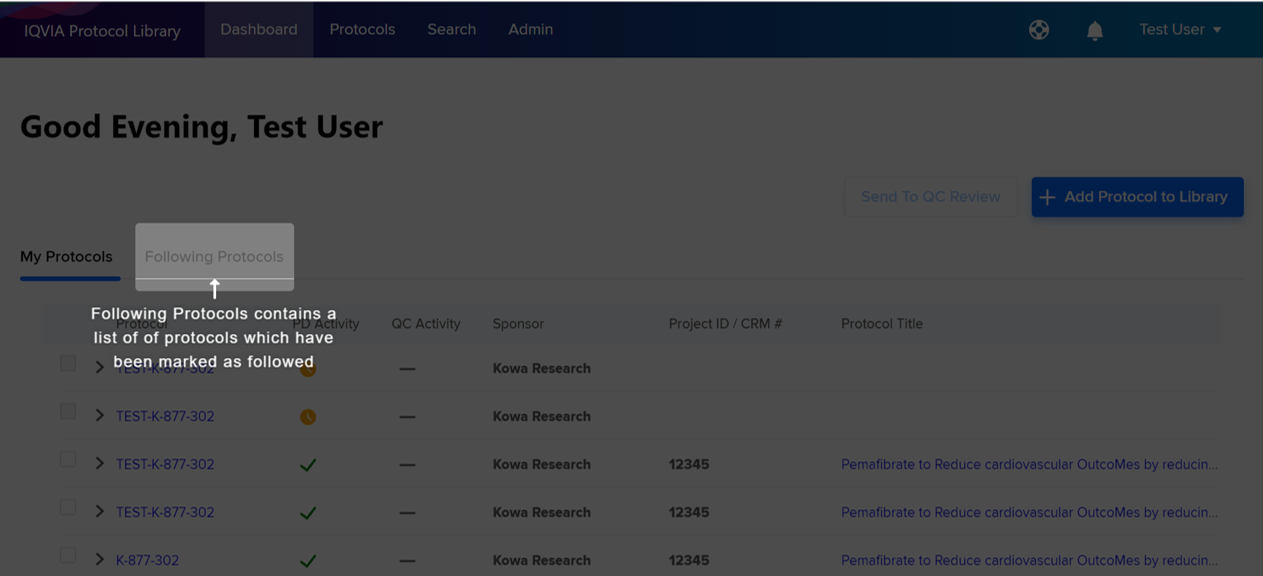 IQVIA Protocol Library Dashboard Protocols Search Admin Test User
Good Evening, Test User
Send To QC Review + Add Protocol to Library
My Protocols Following Protocols
Following Protocols contains a
list of of protocols which have
been marked as followed
Protocol PD Activity QC Activity Sponsor Project ID / CRM # Protocol Title
TEST-K-877-302 — Kowa Research
TEST-K-877-302 — Kowa Research
TEST-K-877-302 — Kowa Research 12345 Pemafibrate to Reduce cardiovascular OutcoMes by reducin...
TEST-K-877-302 — Kowa Research 12345 Pemafibrate to Reduce cardiovascular OutcoMes by reducin...
K-877-302 — Kowa Research 12345 Pemafibrate to Reduce cardiovascular OutcoMes by reducin...